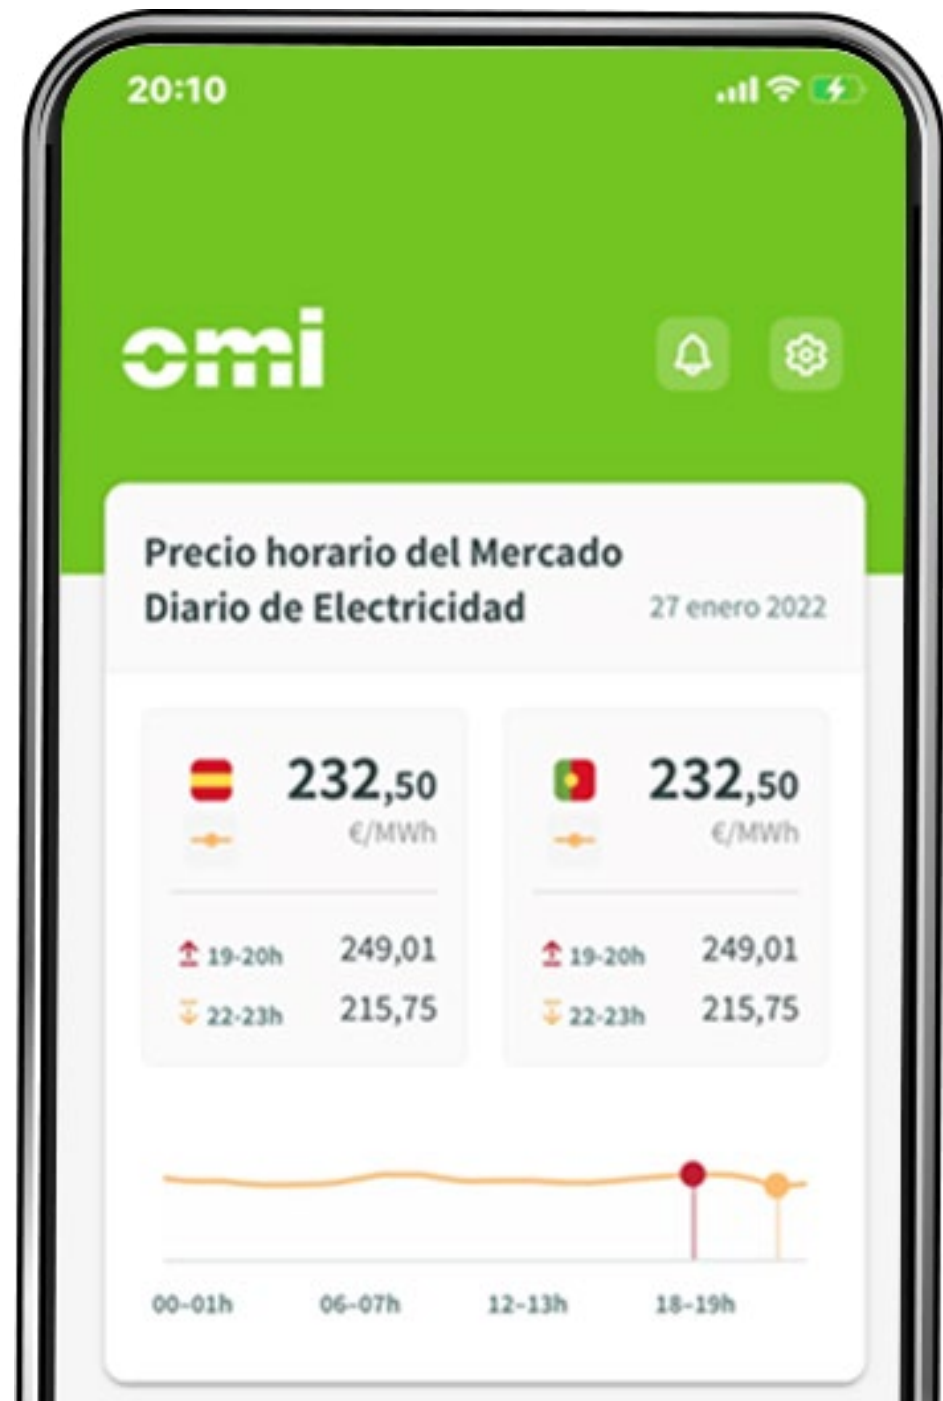 20:10
omi
Precio horario del Mercado
Diario de Electricidad
27 enero 2022
232,50
€/MWh
19-20h 249,01
22-23h 215,75
232,50
€/MWh
19-20h 249,01
22-23h 215,75
00-01h 06-07h 12-13h 18-19h